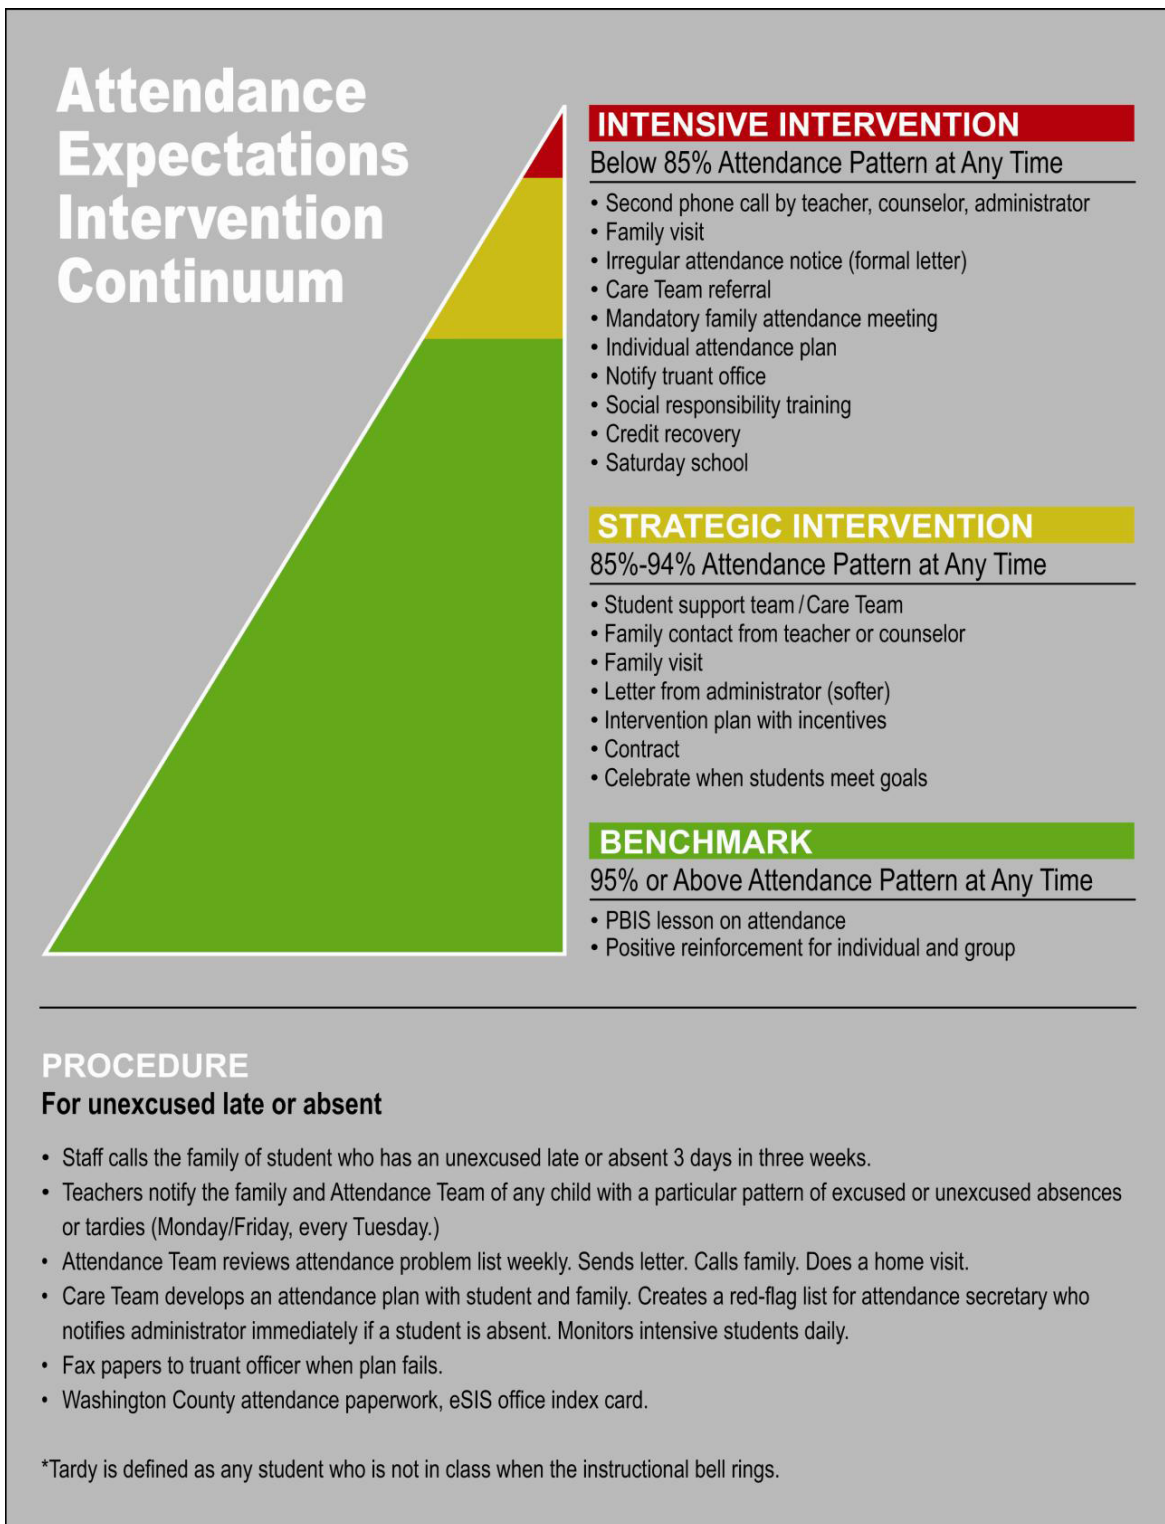 Attendance
Expectations
Intervention
Continuum
INTENSIVE INTERVENTION
Below 85% Attendance Pattern at Any Time
• Second phone call by teacher, counselor, administrator
• Family visit
• Irregular attendance notice (formal letter)
• Care Team referral
• Mandatory family attendance meeting
• Individual attendance plan
• Notify truant office
• Social responsibility training
• Credit recovery
• Saturday school
STRATEGIC INTERVENTION
85%-94% Attendance Pattern at Any Time
• Student support team/Care Team
• Family contact from teacher or counselor
• Family visit
• Letter from administrator (softer)
• Intervention plan with incentives
• Contract
• Celebrate when students meet goals
BENCHMARK
95% or Above Attendance Pattern at Any Time
• PBIS lesson on attendance
• Positive reinforcement for individual and group
PROCEDURE
For unexcused late or absent
• Staff calls the family of student who has an unexcused late or absent 3 days in three weeks.
• Teachers notify the family and Attendance Team of any child with a particular pattern of excused or unexcused absences
or tardies (Monday/Friday, every Tuesday.)
• Attendance Team reviews attendance problem list weekly. Sends letter. Calls family. Does a home visit.
• Care Team develops an attendance plan with student and family. Creates a red-flag list for attendance secretary who
notifies administrator immediately if a student is absent. Monitors intensive students daily.
• Fax papers to truant officer when plan fails.
• Washington County attendance paperwork, eSIS office index card.
*Tardy is defined as any student who is not in class when the instructional bell rings.